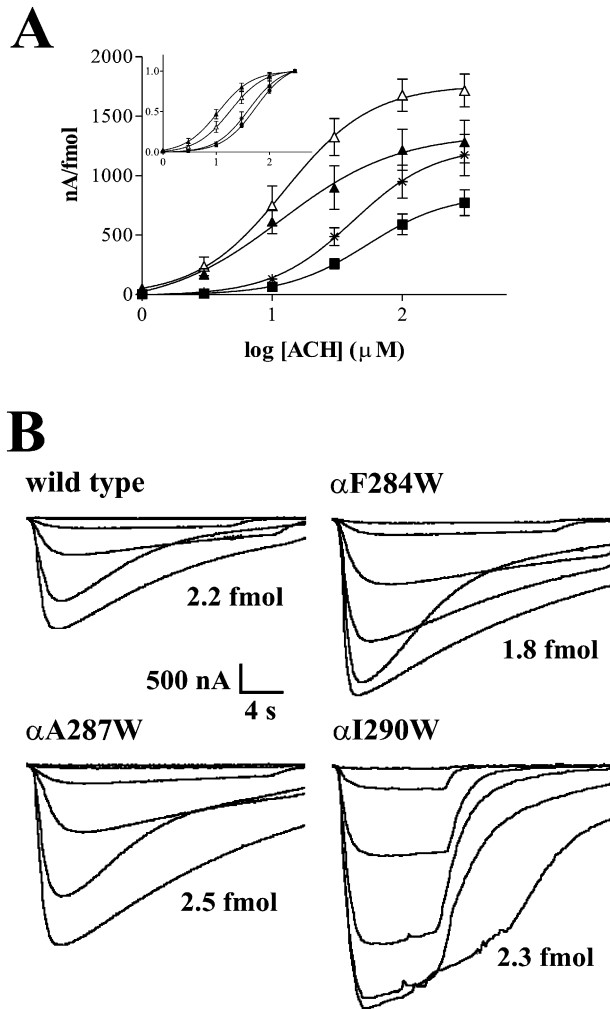 A
2000
1500
1000
500
0
nA/fmol
1.0
0.5
0.0
0 1 2
0 1 2
log [ACH] (μM)
B
wild type
αF284W
2.2 fmol
1.8 fmol
500 nA
4 s
αA287W
αI290W
2.5 fmol
2.3 fmol